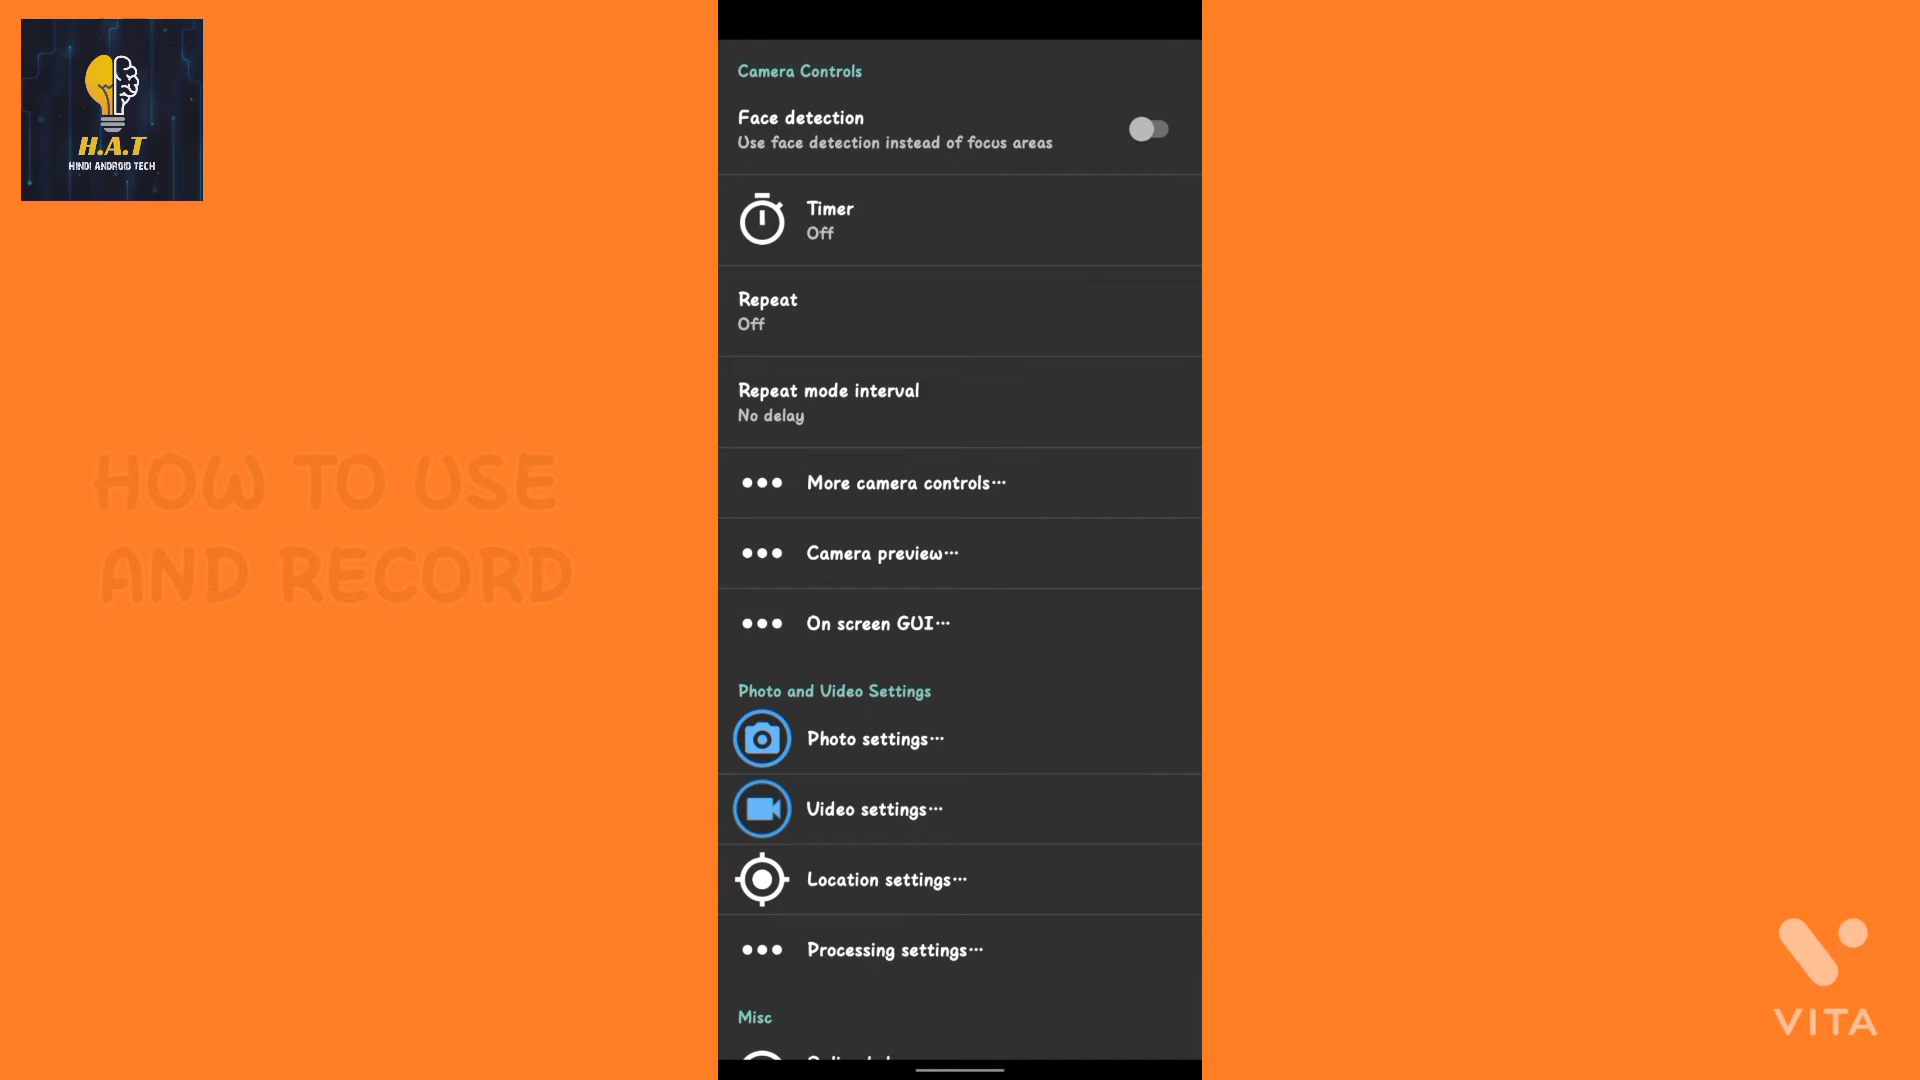 H.A.T
HINDI ANDROID TECH
HOW TO USE
AND RECORD
Camera Controls
Face detection
Use face detection instead of focus areas
Timer
Off
Repeat
Off
Repeat mode interval
No delay
More camera controls...
Camera preview...
On screen GUI...
Photo and Video Settings
Photo settings...
Video settings...
Location settings...
Processing settings...
Misc
VITA